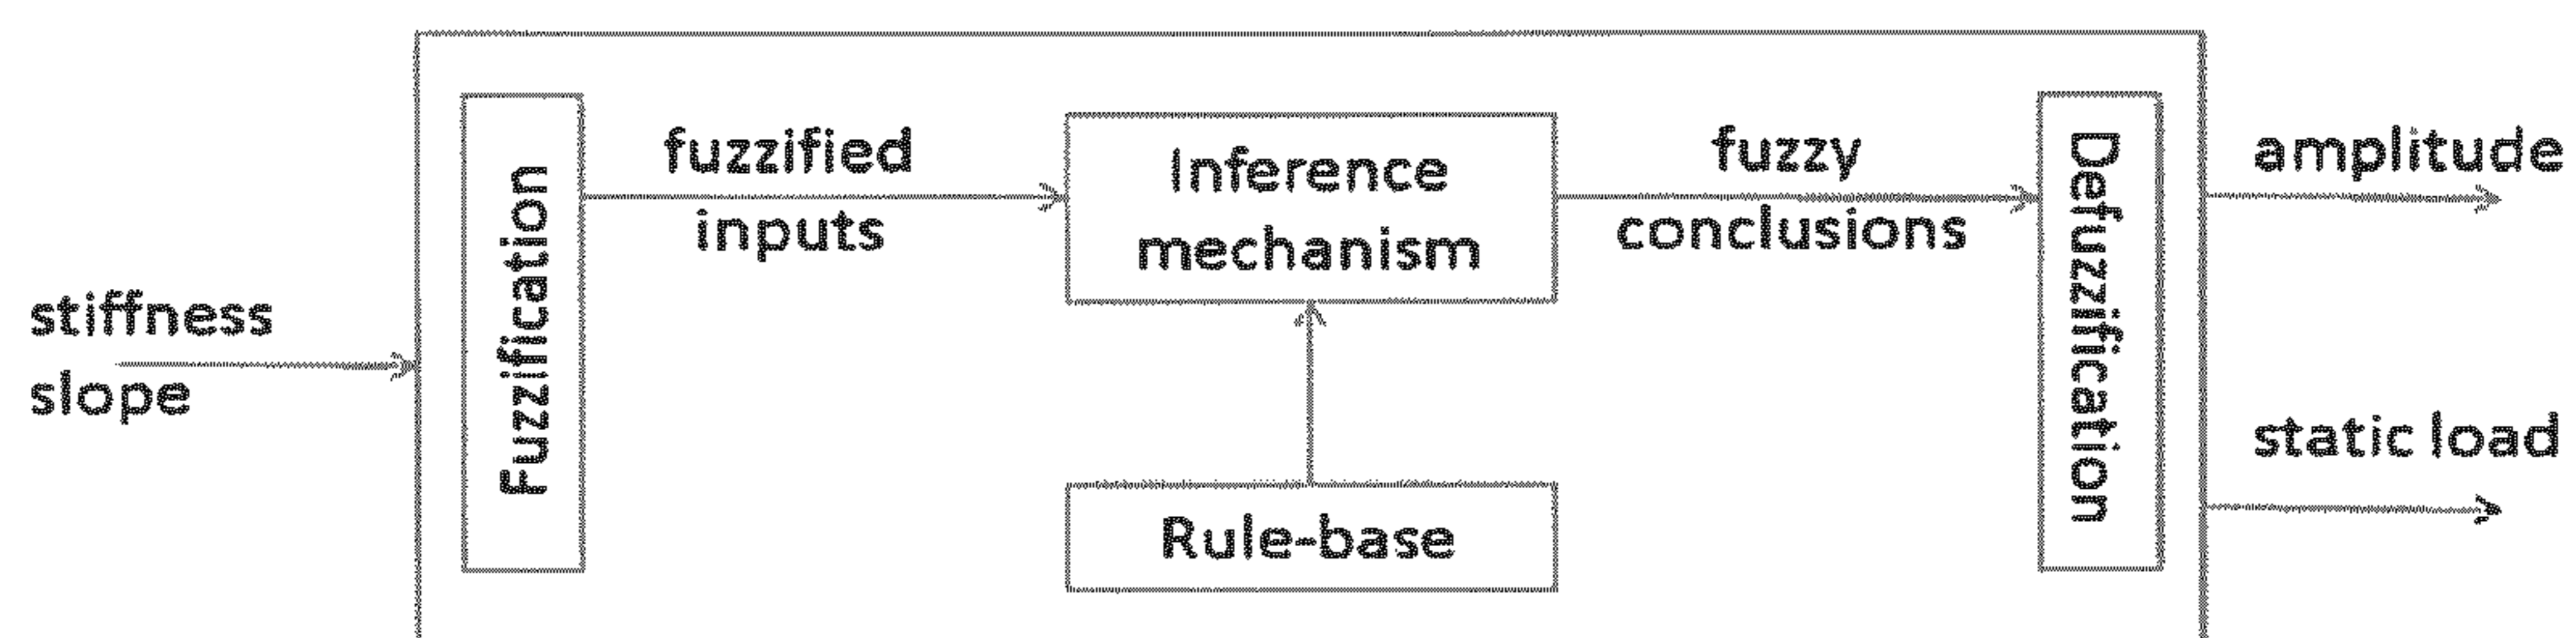 stiffness
slope
Fuzzification
fuzzified
inputs
Inference
mechanism
Rule-base
fuzzy
conclusions
Defuzzification
amplitude
static load